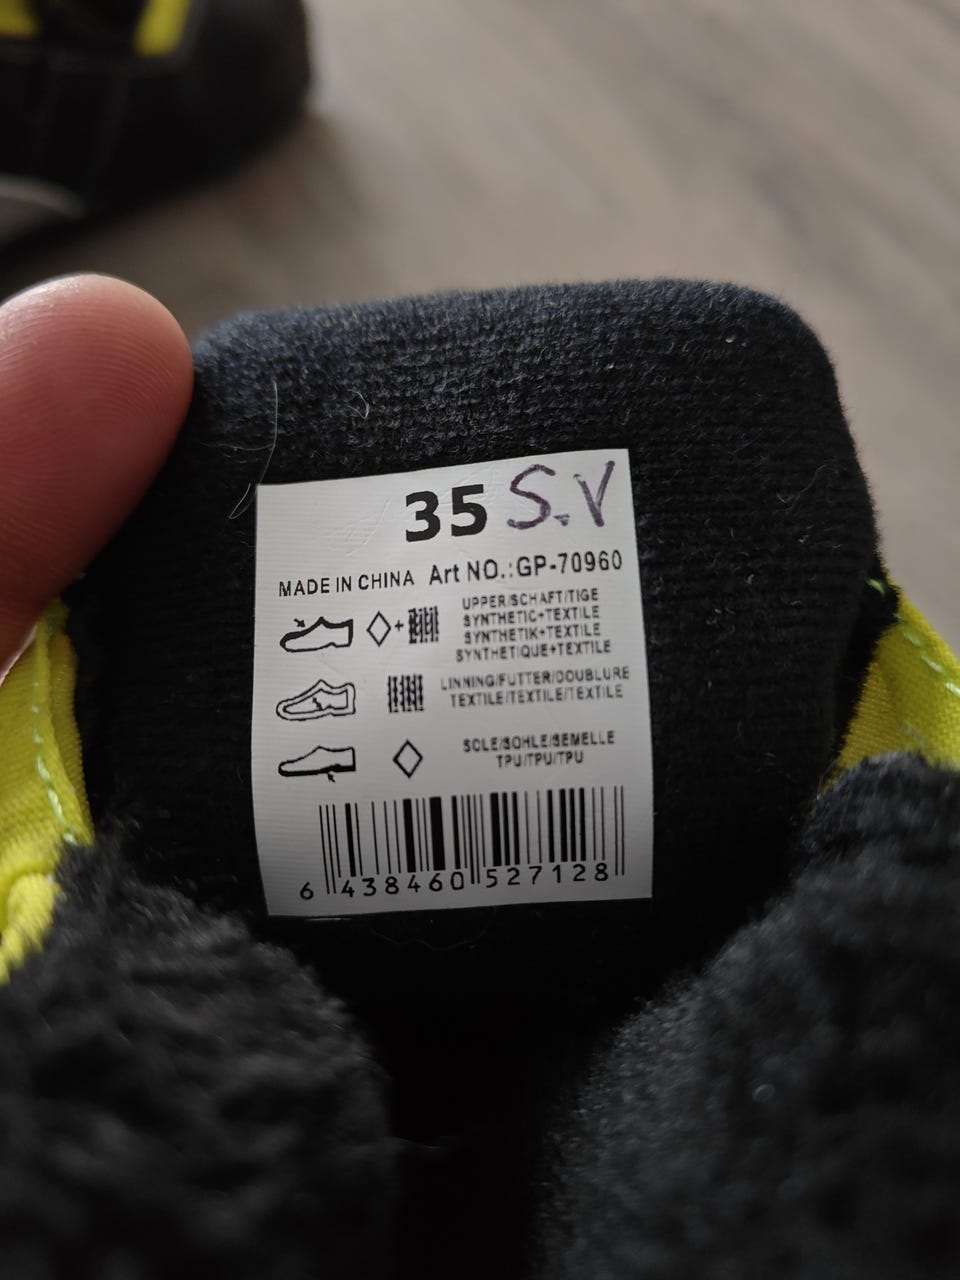 35 S.V
MADE IN CHINA Art NO.:GP-70960
UPPER/SCHAFT/TIGE
SYNTHETIC+TEXTILE
SYNTHETIK+TEXTILE
SYNTHETIQUE+TEXTILE
LINNING/FUTTER/DOUBLURE
TEXTILE/TEXTILE/TEXTILE
SOLE/SOHLE/SEMELLE
TPU/TPU/TPU
6 438460 527128